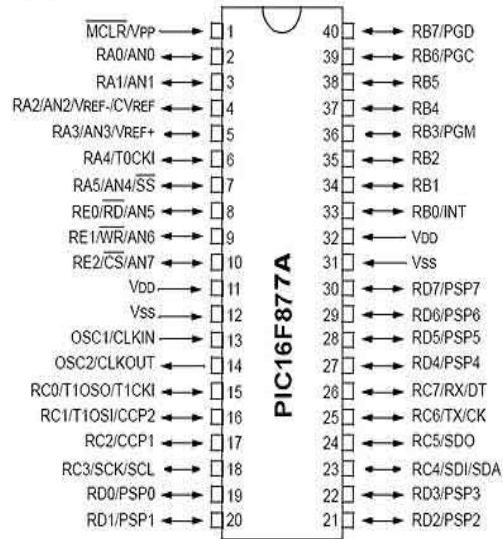 MCLR/VPP 1
RA0/AN0 2
RA1/AN1 3
RA2/AN2/VREF-/CVREF 4
RA3/AN3/VREF+ 5
RA4/T0CKI 6
RA5/AN4/SS 7
RE0/RD/AN5 8
RE1/WR/AN6 9
RE2/CS/AN7 10
VDD 11
VSS 12
OSC1/CLKIN 13
OSC2/CLKOUT 14
RC0/T1OSO/T1CKI 15
RC1/T1OSI/CCP2 16
RC2/CCP1 17
RC3/SCK/SCL 18
RD0/PSP0 19
RD1/PSP1 20
PIC16F877A
40 RB7/PGD
39 RB6/PGC
38 RB5
37 RB4
36 RB3/PGM
35 RB2
34 RB1
33 RB0/INT
32 VDD
31 VSS
30 RD7/PSP7
29 RD6/PSP6
28 RD5/PSP5
27 RD4/PSP4
26 RC7/RX/DT
25 RC6/TX/CK
24 RC5/SDO
23 RC4/SDI/SDA
22 RD3/PSP3
21 RD2/PSP2